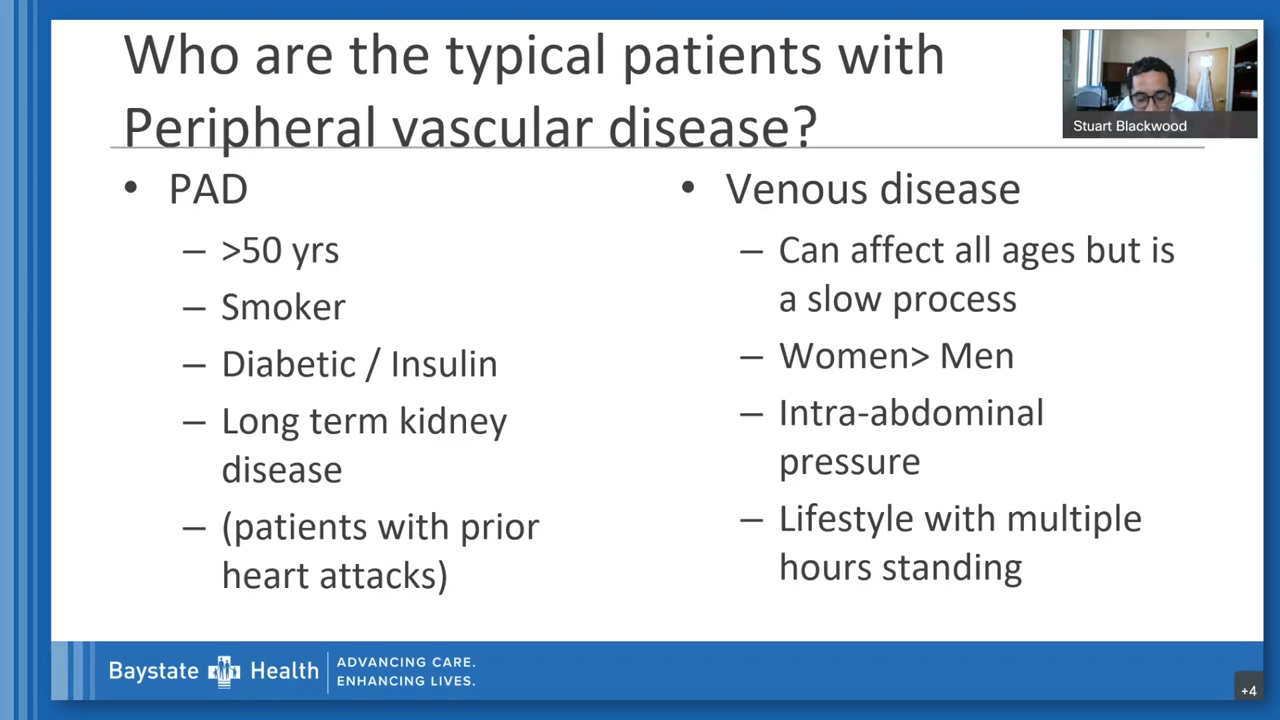 Who are the typical patients with
Peripheral vascular disease?
Stuart Blackwood
• PAD
– >50 yrs
– Smoker
– Diabetic / Insulin
– Long term kidney
disease
– (patients with prior
heart attacks)
• Venous disease
– Can affect all ages but is
a slow process
– Women> Men
– Intra-abdominal
pressure
– Lifestyle with multiple
hours standing
Baystate Health
ADVANCING CARE.
ENHANCING LIVES.
+4